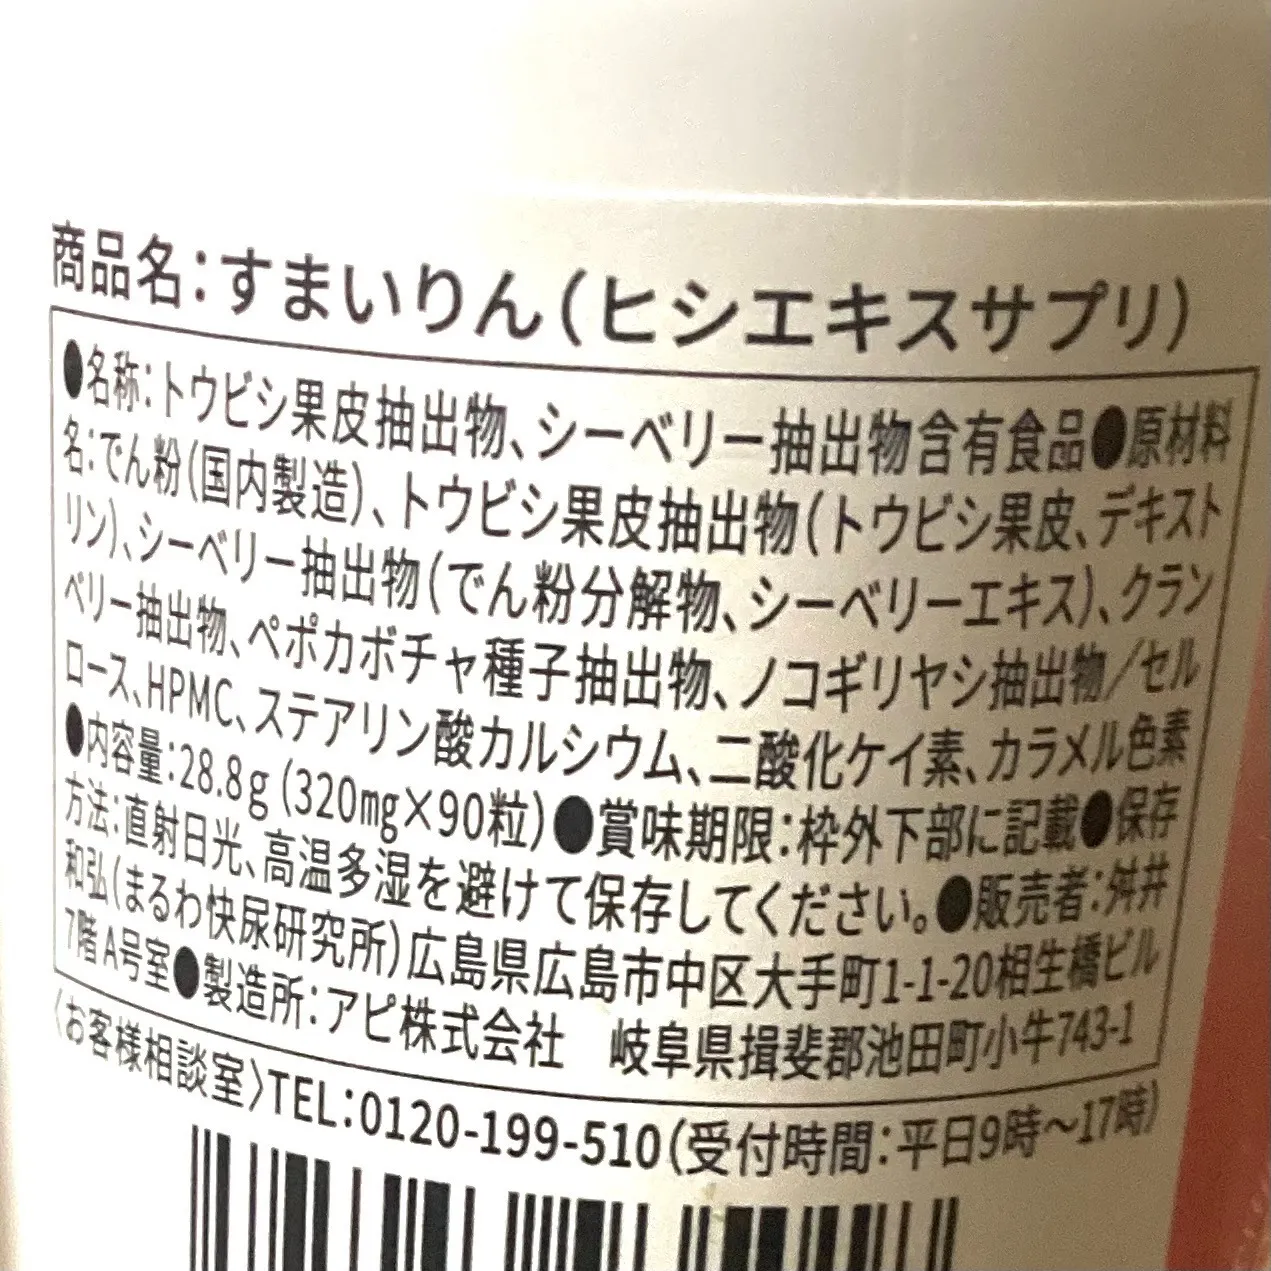 商品名：すまいりん（ヒシエキスサプリ）
●名称：トウビシ果皮抽出物、シーベリー抽出物含有食品●原材料
名：でん粉（国内製造）、トウビシ果皮抽出物（トウビシ果皮、デキスト
リン）、シーベリー抽出物（でん粉分解物、シーベリーエキス）、クラン
ベリー抽出物、ペポカボチャ種子抽出物、ノコギリヤシ抽出物／セル
ロース、HPMC、ステアリン酸カルシウム、二酸化ケイ素、カラメル色素
●内容量：28.8g（320mg×90粒）●賞味期限：枠外下部に記載●保存
方法：直射日光、高温多湿を避けて保存してください。●販売者：舛井
和弘（まるわ快尿研究所）広島県広島市中区大手町1-1-20相生橋ビル
7階A号室●製造所：アピ株式会社　岐阜県揖斐郡池田町小牛743-1
〈お客様相談室〉TEL：0120-199-510（受付時間：平日9時〜17時）